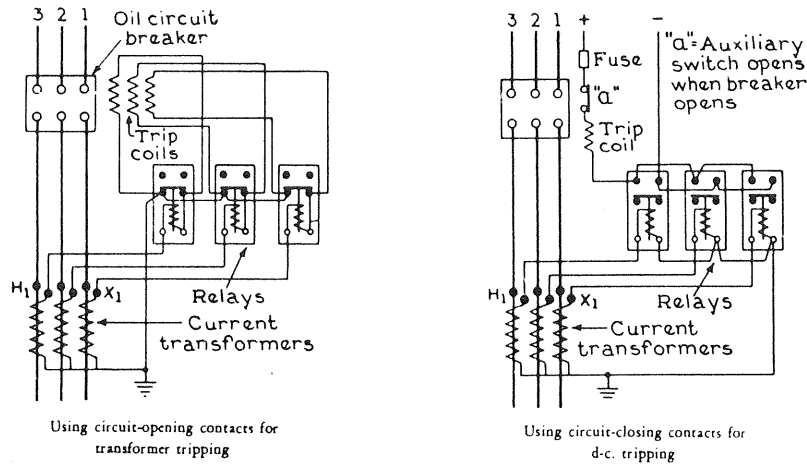 3 2 1
Oil circuit
breaker
Trip
coils
H1
X1
Relays
Current
transformers
Using circuit-opening contacts for
transformer tripping
3 2 1 + -
Fuse
"a"
Trip
coil
"a"=Auxiliary
switch opens
when breaker
opens
H1
X1
Relays
Current
transformers
Using circuit-closing contacts for
d-c. tripping